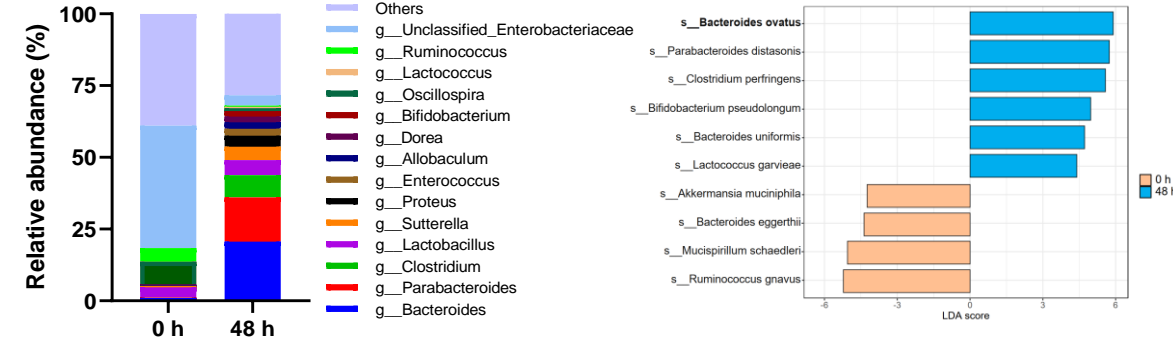 Relative abundance (%)
100
75
50
25
0
0 h
48 h
Others
g__Unclassified_Enterobacteriaceae
g__Ruminococcus
g__Lactococcus
g__Oscillospira
g__Bifidobacterium
g__Dorea
g__Allobaculum
g__Enterococcus
g__Proteus
g__Sutterella
g__Lactobacillus
g__Clostridium
g__Parabacteroides
g__Bacteroides
s__Bacteroides ovatus
s__Parabacteroides distasonis
s__Clostridium perfringens
s__Bifidobacterium pseudolongum
s__Bacteroides uniformis
s__Lactococcus garvieae
s__Akkermansia muciniphila
s__Bacteroides eggerthii
s__Mucispirillum schaedleri
s__Ruminococcus gnavus
-6
-3
0
3
6
LDA score
0 h
48 h